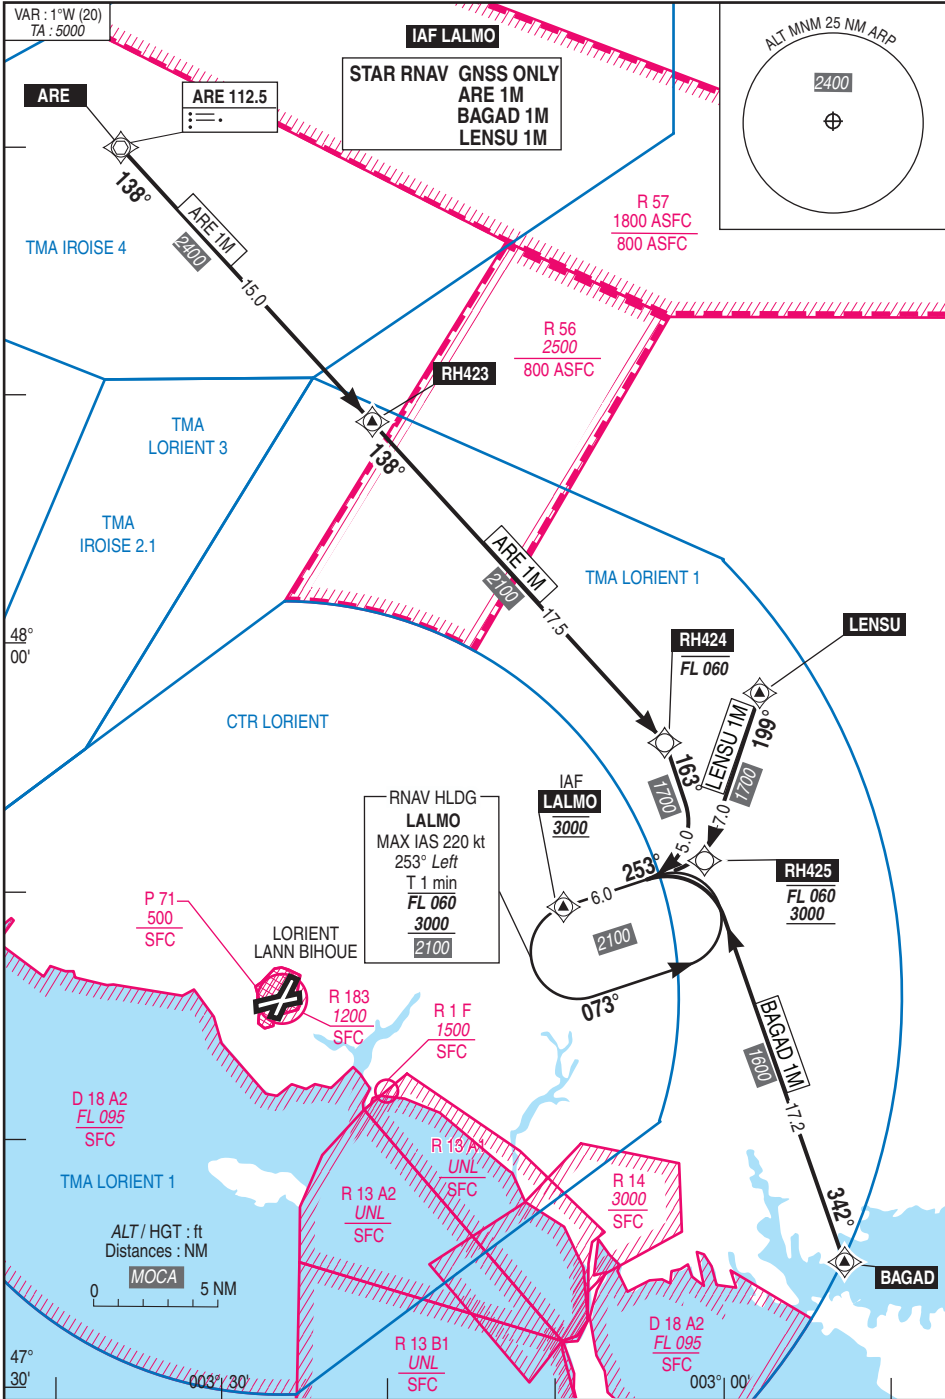 VAR : 1°W (20)
TA : 5000
IAF LALMO
STAR RNAV GNSS ONLY
ARE 1M
BAGAD 1M
LENSU 1M
ALT MNM 25 NM ARP
2400
ARE
ARE 112.5
138°
ARE 1M
2400
15.0
TMA IROISE 4
R 57
1800 ASFC
800 ASFC
R 56
2500
800 ASFC
RH423
138°
TMA
LORIENT 3
TMA
IROISE 2.1
ARE 1M
2100
17.5
TMA LORIENT 1
48°
00'
RH424
FL 060
LENSU
199°
LENSU 1M
1700
7.0
163°
1700
5.0
CTR LORIENT
IAF
LALMO
3000
RNAV HLDG
LALMO
MAX IAS 220 kt
253° Left
T 1 min
FL 060
3000
2100
253°
6.0
2100
073°
RH425
FL 060
3000
P 71
500
SFC
LORIENT
LANN BIHOUE
R 183
1200
SFC
R 1 F
1500
SFC
BAGAD 1M
1600
17.2
342°
BAGAD
D 18 A2
FL 095
SFC
TMA LORIENT 1
R 13 A1
UNL
SFC
R 13 A2
UNL
SFC
R 14
3000
SFC
ALT / HGT : ft
Distances : NM
MOCA
0
5 NM
R 13 B1
UNL
SFC
D 18 A2
FL 095
SFC
47°
30'
003° 30'
003° 00'